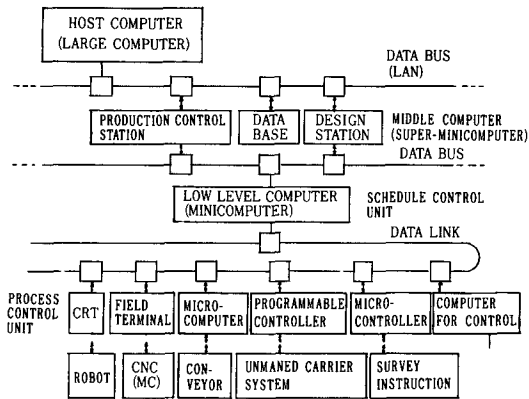 HOST COMPUTER
(LARGE COMPUTER)
DATA BUS
(LAN)
PRODUCTION CONTROL
STATION
DATA
BASE
DESIGN
STATION
MIDDLE COMPUTER
(SUPER-MINICOMPUTER)
DATA BUS
LOW LEVEL COMPUTER
(MINICOMPUTER)
SCHEDULE CONTROL
UNIT
DATA LINK
PROCESS
CONTROL
UNIT
CRT
FIELD
TERMINAL
MICRO-
COMPUTER
PROGRAMMABLE
CONTROLLER
MICRO-
CONTROLLER
COMPUTER
FOR CONTROL
ROBOT
CNC
(MC)
CON-
VEYOR
UNMANED CARRIER
SYSTEM
SURVEY
INSTRUCTION